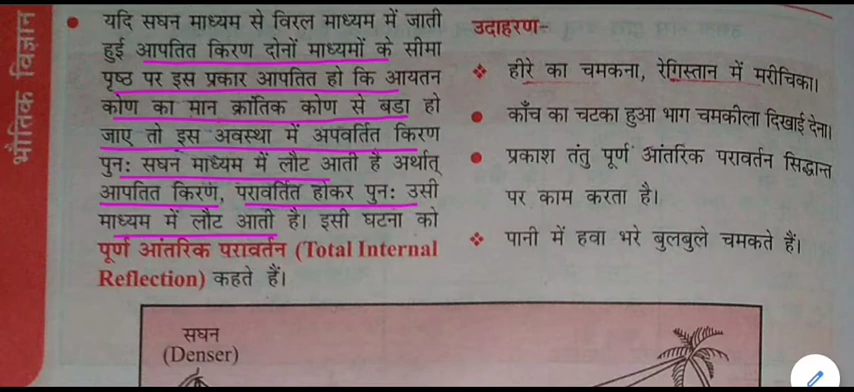 भौतिक विज्ञान
यदि सघन माध्यम से विरल माध्यम में जाती
हुई आपतित किरण दोनों माध्यमों के सीमा
पृष्ठ पर इस प्रकार आपतित हो कि आयतन
कोण का मान क्रांतिक कोण से बड़ा हो
जाए तो इस अवस्था में अपवर्तित किरण
पुनः सघन माध्यम में लौट आती है अर्थात्
आपतित किरण, परावर्तित होकर पुनः उसी
माध्यम में लौट आती है। इसी घटना को
पूर्ण आंतरिक परावर्तन (Total Internal
Reflection) कहते हैं।
उदाहरण–
हीरे का चमकना, रेगिस्तान में मरीचिका।
काँच का चटका हुआ भाग चमकीला दिखाई देना।
प्रकाश तंतु पूर्ण आंतरिक परावर्तन सिद्धान्त
पर काम करता है।
पानी में हवा भरे बुलबुले चमकते हैं।
सघन
(Denser)